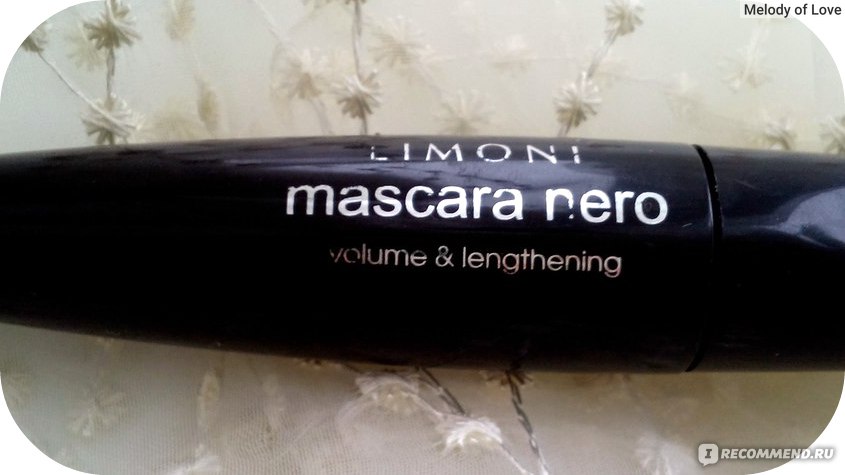 Melody of Love
LIMONI
mascara nero
volume & lengthening
I RECOMMEND.RU